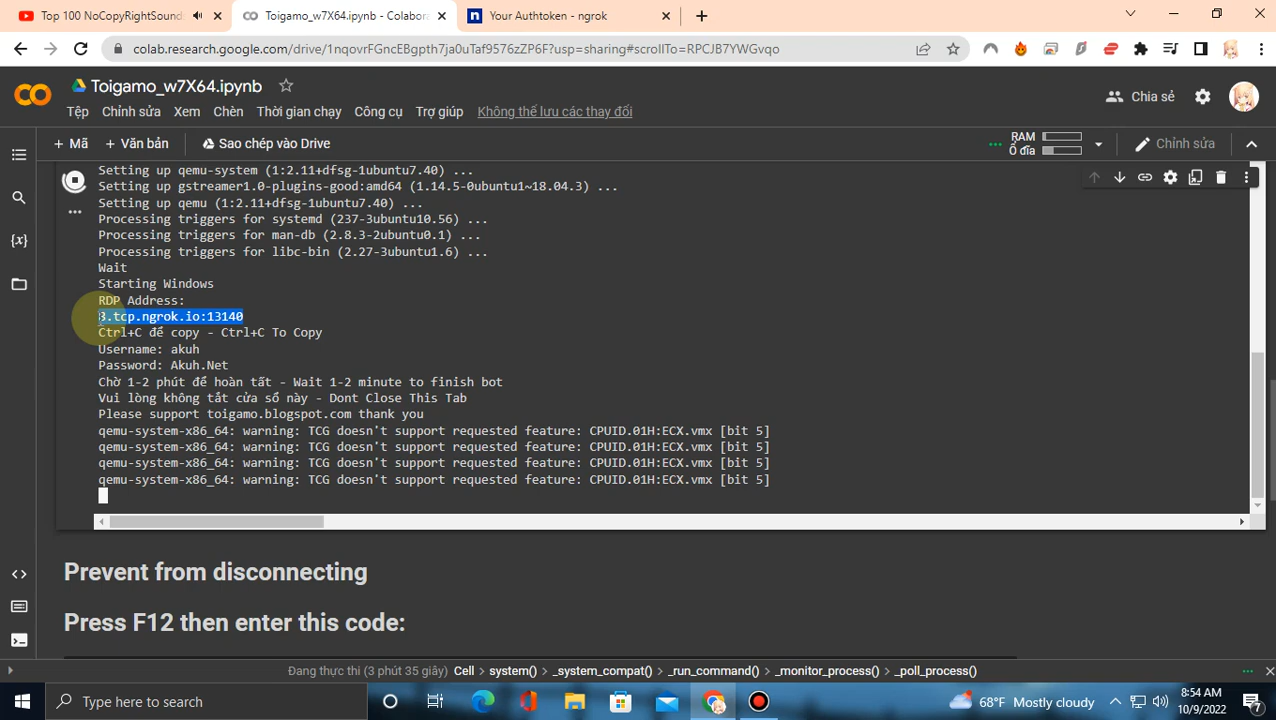 Top 100 NoCopyRightSound
Toigamo_w7X64.ipynb - Colabora
Your Authtoken - ngrok
colab.research.google.com/drive/1nqovrFGncEBgpth7ja0uTaf9576zZP6F?usp=sharing#scrollTo=RPCJB7YWGvqo
Toigamo_w7X64.ipynb
Chia sẻ
Tệp Chỉnh sửa Xem Chèn Thời gian chạy Công cụ Trợ giúp Không thể lưu các thay đổi
+ Mã + Văn bản Sao chép vào Drive
RAM
Ổ đĩa
Chỉnh sửa
Setting up qemu-system (1:2.11+dfsg-1ubuntu7.40) ...
Setting up gstreamer1.0-plugins-good:amd64 (1.14.5-0ubuntu1~18.04.3) ...
Setting up qemu (1:2.11+dfsg-1ubuntu7.40) ...
Processing triggers for systemd (237-3ubuntu10.56) ...
Processing triggers for man-db (2.8.3-2ubuntu0.1) ...
Processing triggers for libc-bin (2.27-3ubuntu1.6) ...
Wait
Starting Windows
RDP Address:
8.tcp.ngrok.io:13140
Ctrl+C để copy - Ctrl+C To Copy
Username: akuh
Password: Akuh.Net
Chờ 1-2 phút để hoàn tất - Wait 1-2 minute to finish bot
Vui lòng không tắt cửa sổ này - Dont Close This Tab
Please support toigamo.blogspot.com thank you
qemu-system-x86_64: warning: TCG doesn't support requested feature: CPUID.01H:ECX.vmx [bit 5]
qemu-system-x86_64: warning: TCG doesn't support requested feature: CPUID.01H:ECX.vmx [bit 5]
qemu-system-x86_64: warning: TCG doesn't support requested feature: CPUID.01H:ECX.vmx [bit 5]
qemu-system-x86_64: warning: TCG doesn't support requested feature: CPUID.01H:ECX.vmx [bit 5]
Prevent from disconnecting
Press F12 then enter this code:
Đang thực thi (3 phút 35 giây) Cell > system() > _system_compat() > _run_command() > _monitor_process() > _poll_process()
Type here to search
68°F Mostly cloudy
8:54 AM
10/9/2022
7